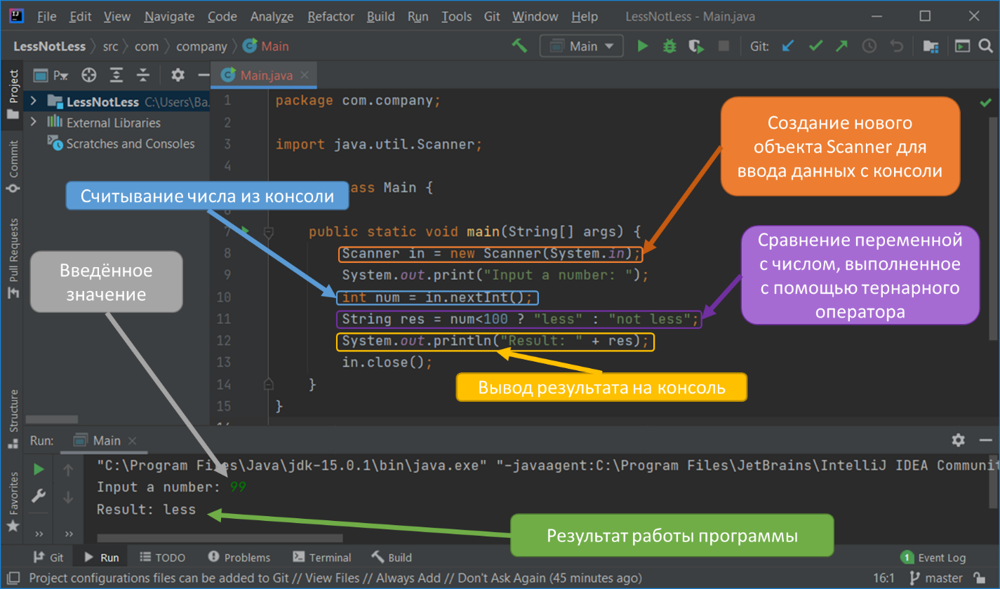 File Edit View Navigate Code Analyze Refactor Build Run Tools Git Window Help LessNotLess - Main.java
LessNotLess src com company Main Main Git:
Project P... Main.java
LessNotLess C:\Users\Ba.
External Libraries
Scratches and Consoles
Commit
Pull Requests
Structure
Favorites
1 package com.company;
2
3 import java.util.Scanner;
4
ass Main {
7 public static void main(String[] args) {
8 Scanner in = new Scanner(System.in);
9 System.out.print("Input a number: ");
10 int num = in.nextInt();
11 String res = num<100 ? "less" : "not less";
12 System.out.println("Result: " + res);
13 in.close();
14 }
15 }
Создание нового
объекта Scanner для
ввода данных с консоли
Считывание числа из консоли
Сравнение переменной
с числом, выполненное
с помощью тернарного
оператора
Введённое
значение
Вывод результата на консоль
Run: Main
"C:\Program Files\Java\jdk-15.0.1\bin\java.exe" "-javaagent:C:\Program Files\JetBrains\IntelliJ IDEA Communit
Input a number: 99
Result: less
Результат работы программы
Git Run TODO Problems Terminal Build 1 Event Log
Project configurations files can be added to Git // View Files // Always Add // Don't Ask Again (45 minutes ago) 16:1 master